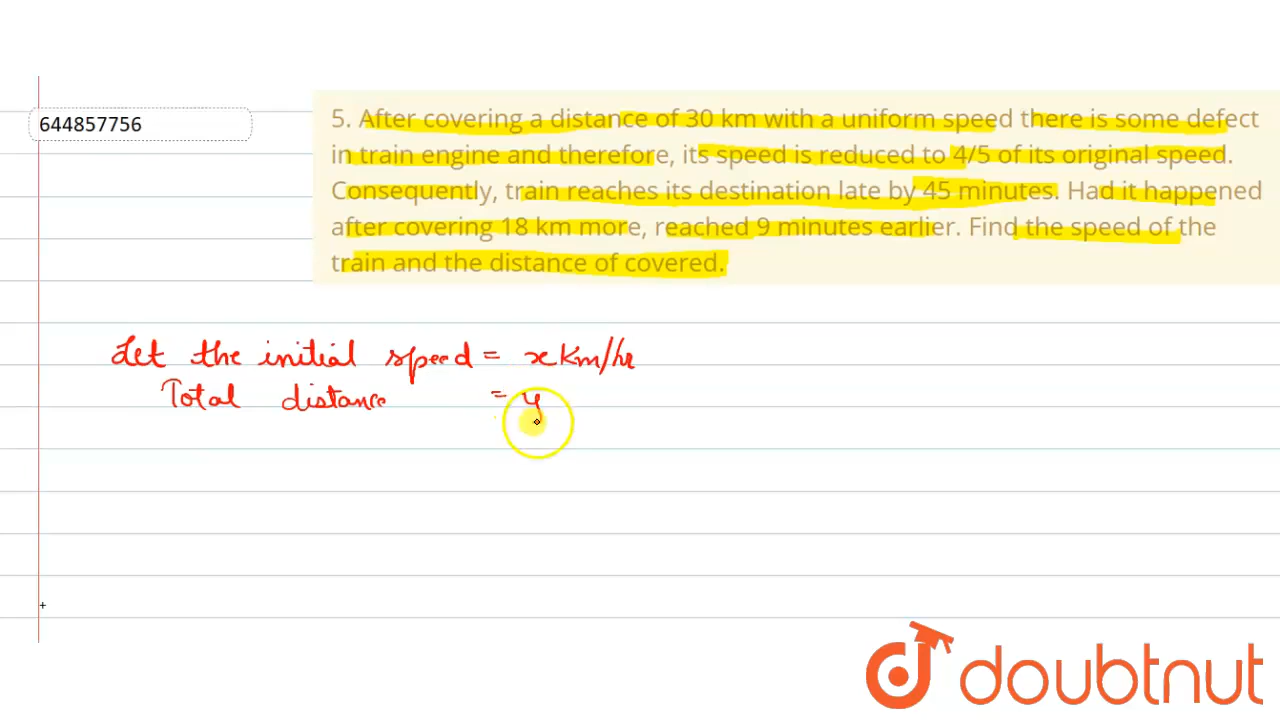 644857756
5. After covering a distance of 30 km with a uniform speed there is some defect
in train engine and therefore, its speed is reduced to 4/5 of its original speed.
Consequently, train reaches its destination late by 45 minutes. Had it happened
after covering 18 km more, reached 9 minutes earlier. Find the speed of the
train and the distance of covered.
Let the initial speed = x Km/hr
Total distance = y
doubtnut